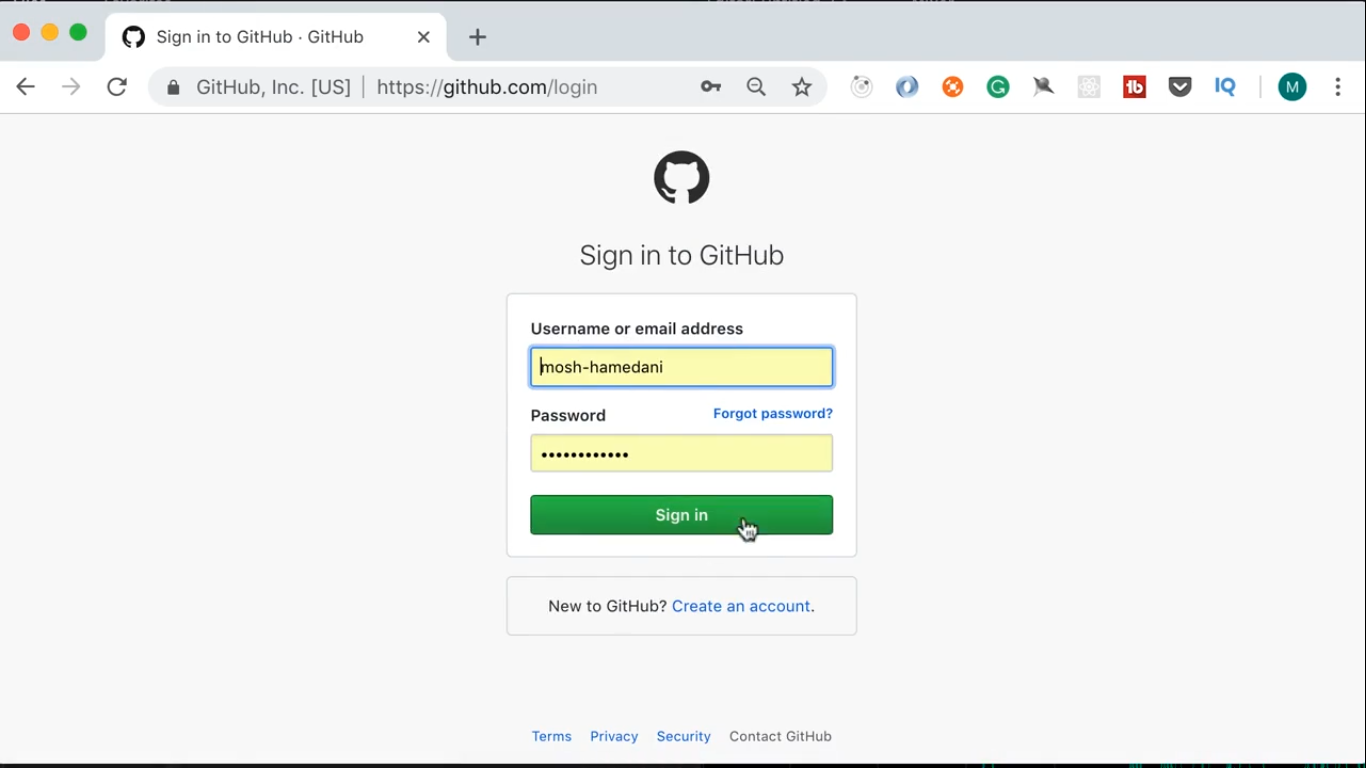 Sign in to GitHub · GitHub
GitHub, Inc. [US] | https://github.com/login
G
1b
IQ
M
Sign in to GitHub
Username or email address
mosh-hamedani
Password
Forgot password?
••••••••••••
Sign in
New to GitHub? Create an account.
Terms Privacy Security Contact GitHub